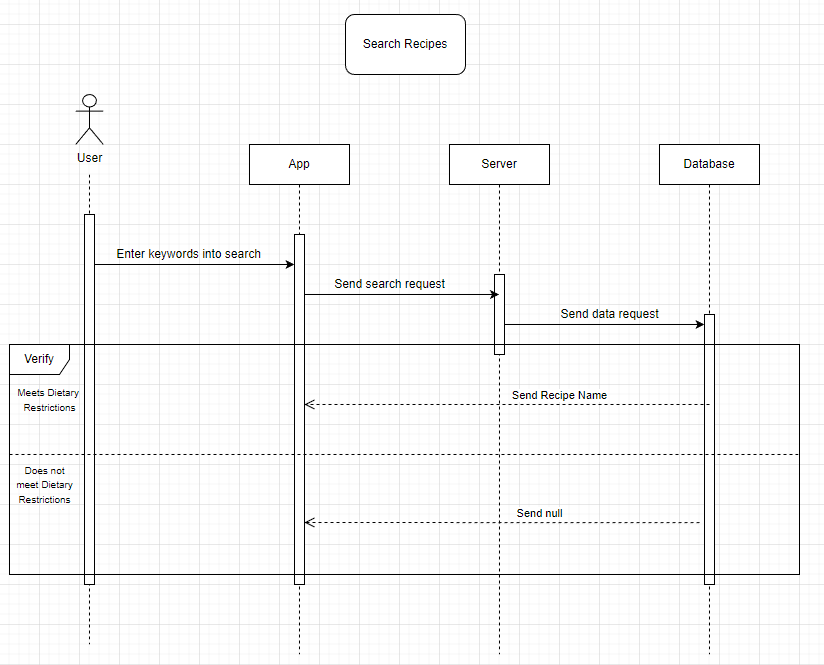 Search Recipes
User
App
Server
Database
Enter keywords into search
Send search request
Send data request
Verify
Meets Dietary
Restrictions
Send Recipe Name
Does not
meet Dietary
Restrictions
Send null